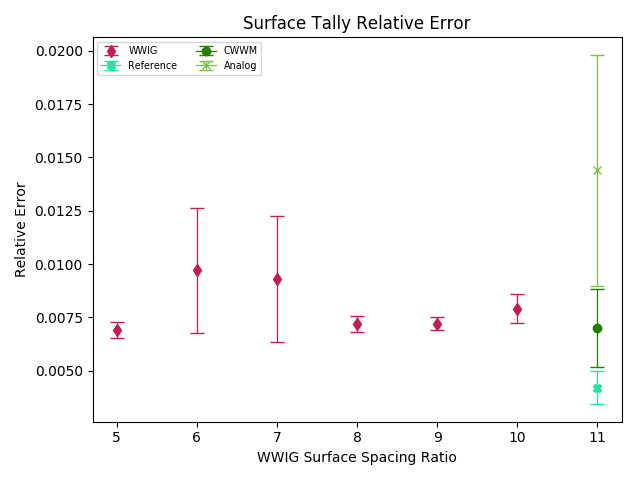 Surface Tally Relative Error
0.0200
0.0175
0.0150
0.0125
0.0100
0.0075
0.0050
Relative Error
WWIG
Reference
CWWM
Analog
5 6 7 8 9 10 11
WWIG Surface Spacing Ratio